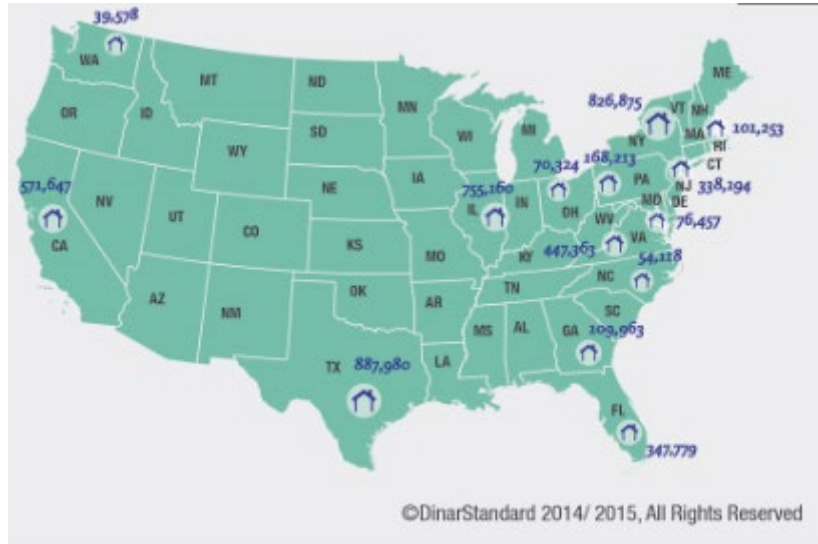 39,578
WA
MT
ND
MN
ME
826,875
VT
NH
OR
ID
SD
WI
MI
NY
MA
101,253
RI
WY
70,324
168,213
CT
571,647
IA
755,160
PA
NJ
338,194
NV
NE
IL
IN
OH
MD
DE
UT
CO
WV
76,457
CA
KS
MO
KY
447,363
VA
54,118
AZ
NM
OK
AR
TN
NC
SC
MS
AL
GA
109,963
TX
887,980
LA
FL
347,779
©DinarStandard 2014/ 2015, All Rights Reserved